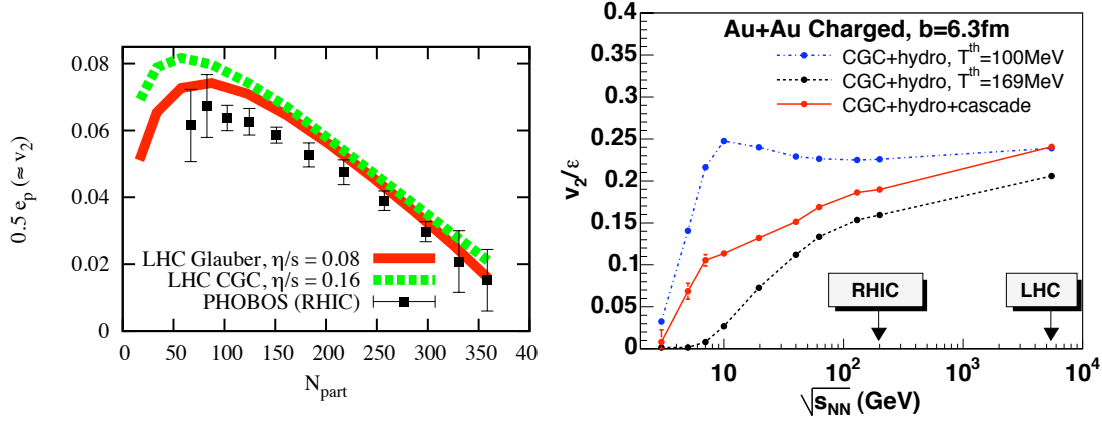 0.5 e_p (≈ v_2)
0.08
0.06
0.04
0.02
0
LHC Glauber, η/s = 0.08
LHC CGC, η/s = 0.16
PHOBOS (RHIC)
0 50 100 150 200 250 300 350 40
N_part
Au+Au Charged, b=6.3fm
CGC+hydro, T^th=100MeV
CGC+hydro, T^th=169MeV
CGC+hydro+cascade
v_2/ε
0.4
0.35
0.3
0.25
0.2
0.15
0.1
0.05
0
RHIC
LHC
10 10^2 10^3 10^4
√s_NN (GeV)